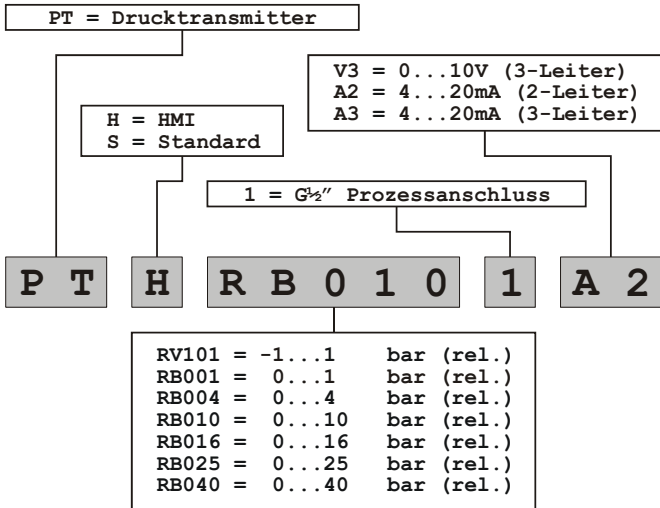 PT = Drucktransmitter
V3 = 0...10V (3-Leiter)
A2 = 4...20mA (2-Leiter)
A3 = 4...20mA (3-Leiter)
H = HMI
S = Standard
1 = G½" Prozessanschluss
P T H R B 0 1 0 1 A 2
RV101 = -1...1 bar (rel.)
RB001 = 0...1 bar (rel.)
RB004 = 0...4 bar (rel.)
RB010 = 0...10 bar (rel.)
RB016 = 0...16 bar (rel.)
RB025 = 0...25 bar (rel.)
RB040 = 0...40 bar (rel.)